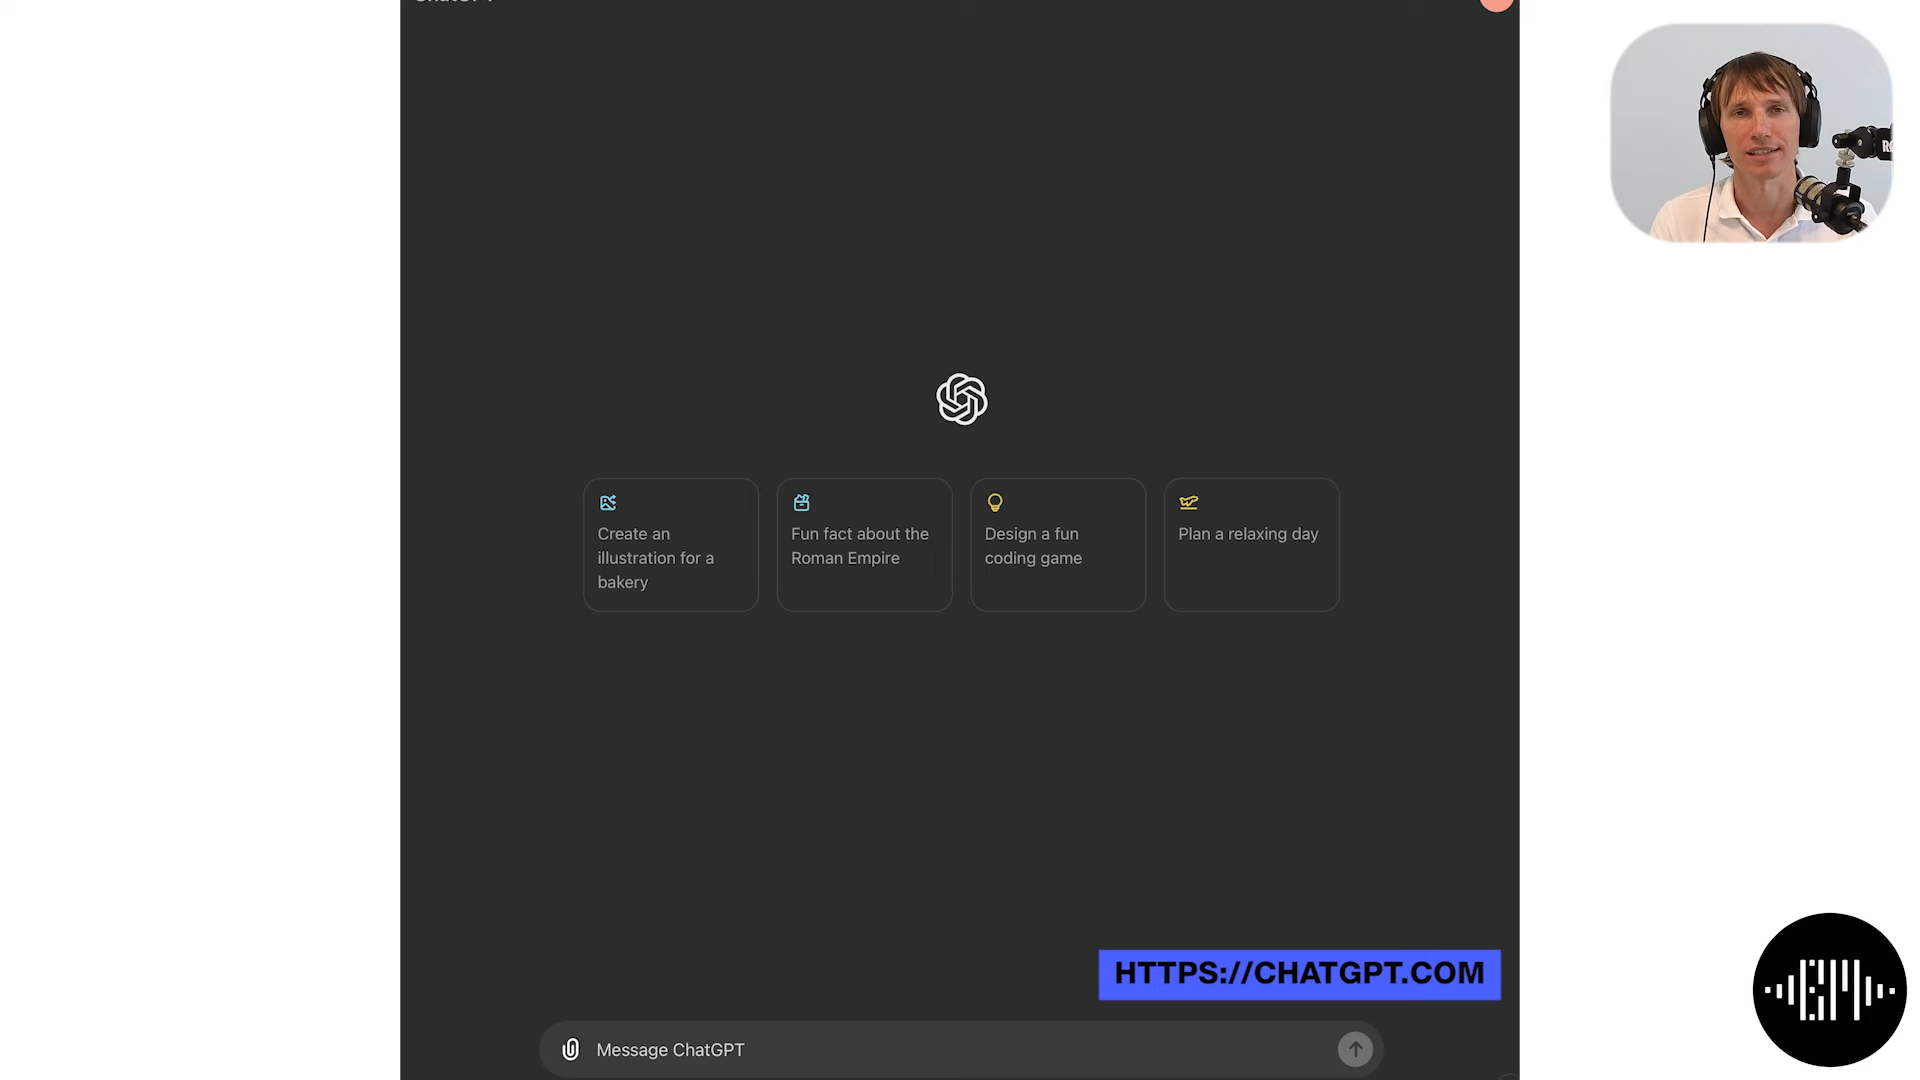 ChatGPT
Create an
illustration for a
bakery
Fun fact about the
Roman Empire
Design a fun
coding game
Plan a relaxing day
HTTPS://CHATGPT.COM
Message ChatGPT